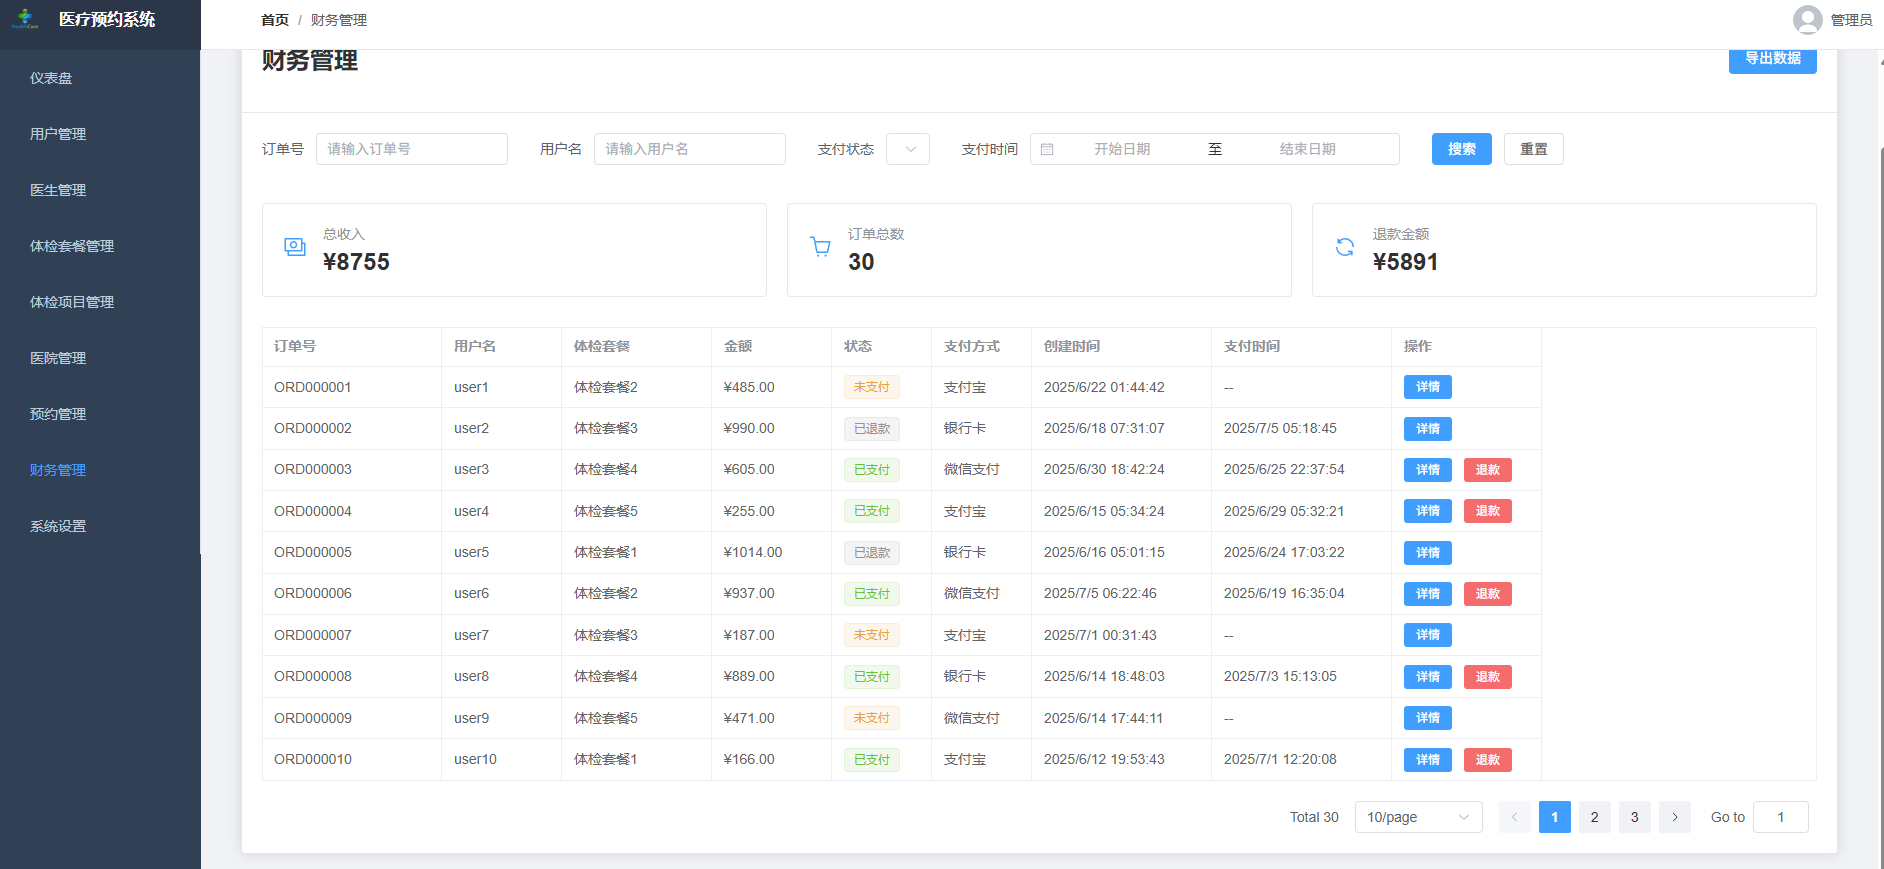 医疗预约系统
首页 / 财务管理
管理员
仪表盘
用户管理
医生管理
体检套餐管理
体检项目管理
医院管理
预约管理
财务管理
系统设置
财务管理
导出数据
订单号 请输入订单号 用户名 请输入用户名 支付状态 支付时间 开始日期 至 结束日期 搜索 重置
总收入
¥8755
订单总数
30
退款金额
¥5891
订单号 用户名 体检套餐 金额 状态 支付方式 创建时间 支付时间 操作
ORD000001 user1 体检套餐2 ¥485.00 未支付 支付宝 2025/6/22 01:44:42 -- 详情
ORD000002 user2 体检套餐3 ¥990.00 已退款 银行卡 2025/6/18 07:31:07 2025/7/5 05:18:45 详情
ORD000003 user3 体检套餐4 ¥605.00 已支付 微信支付 2025/6/30 18:42:24 2025/6/25 22:37:54 详情 退款
ORD000004 user4 体检套餐5 ¥255.00 已支付 支付宝 2025/6/15 05:34:24 2025/6/29 05:32:21 详情 退款
ORD000005 user5 体检套餐1 ¥1014.00 已退款 银行卡 2025/6/16 05:01:15 2025/6/24 17:03:22 详情
ORD000006 user6 体检套餐2 ¥937.00 已支付 微信支付 2025/7/5 06:22:46 2025/6/19 16:35:04 详情 退款
ORD000007 user7 体检套餐3 ¥187.00 未支付 支付宝 2025/7/1 00:31:43 -- 详情
ORD000008 user8 体检套餐4 ¥889.00 已支付 银行卡 2025/6/14 18:48:03 2025/7/3 15:13:05 详情 退款
ORD000009 user9 体检套餐5 ¥471.00 未支付 微信支付 2025/6/14 17:44:11 -- 详情
ORD000010 user10 体检套餐1 ¥166.00 已支付 支付宝 2025/6/12 19:53:43 2025/7/1 12:20:08 详情 退款
Total 30 10/page 1 2 3 Go to 1